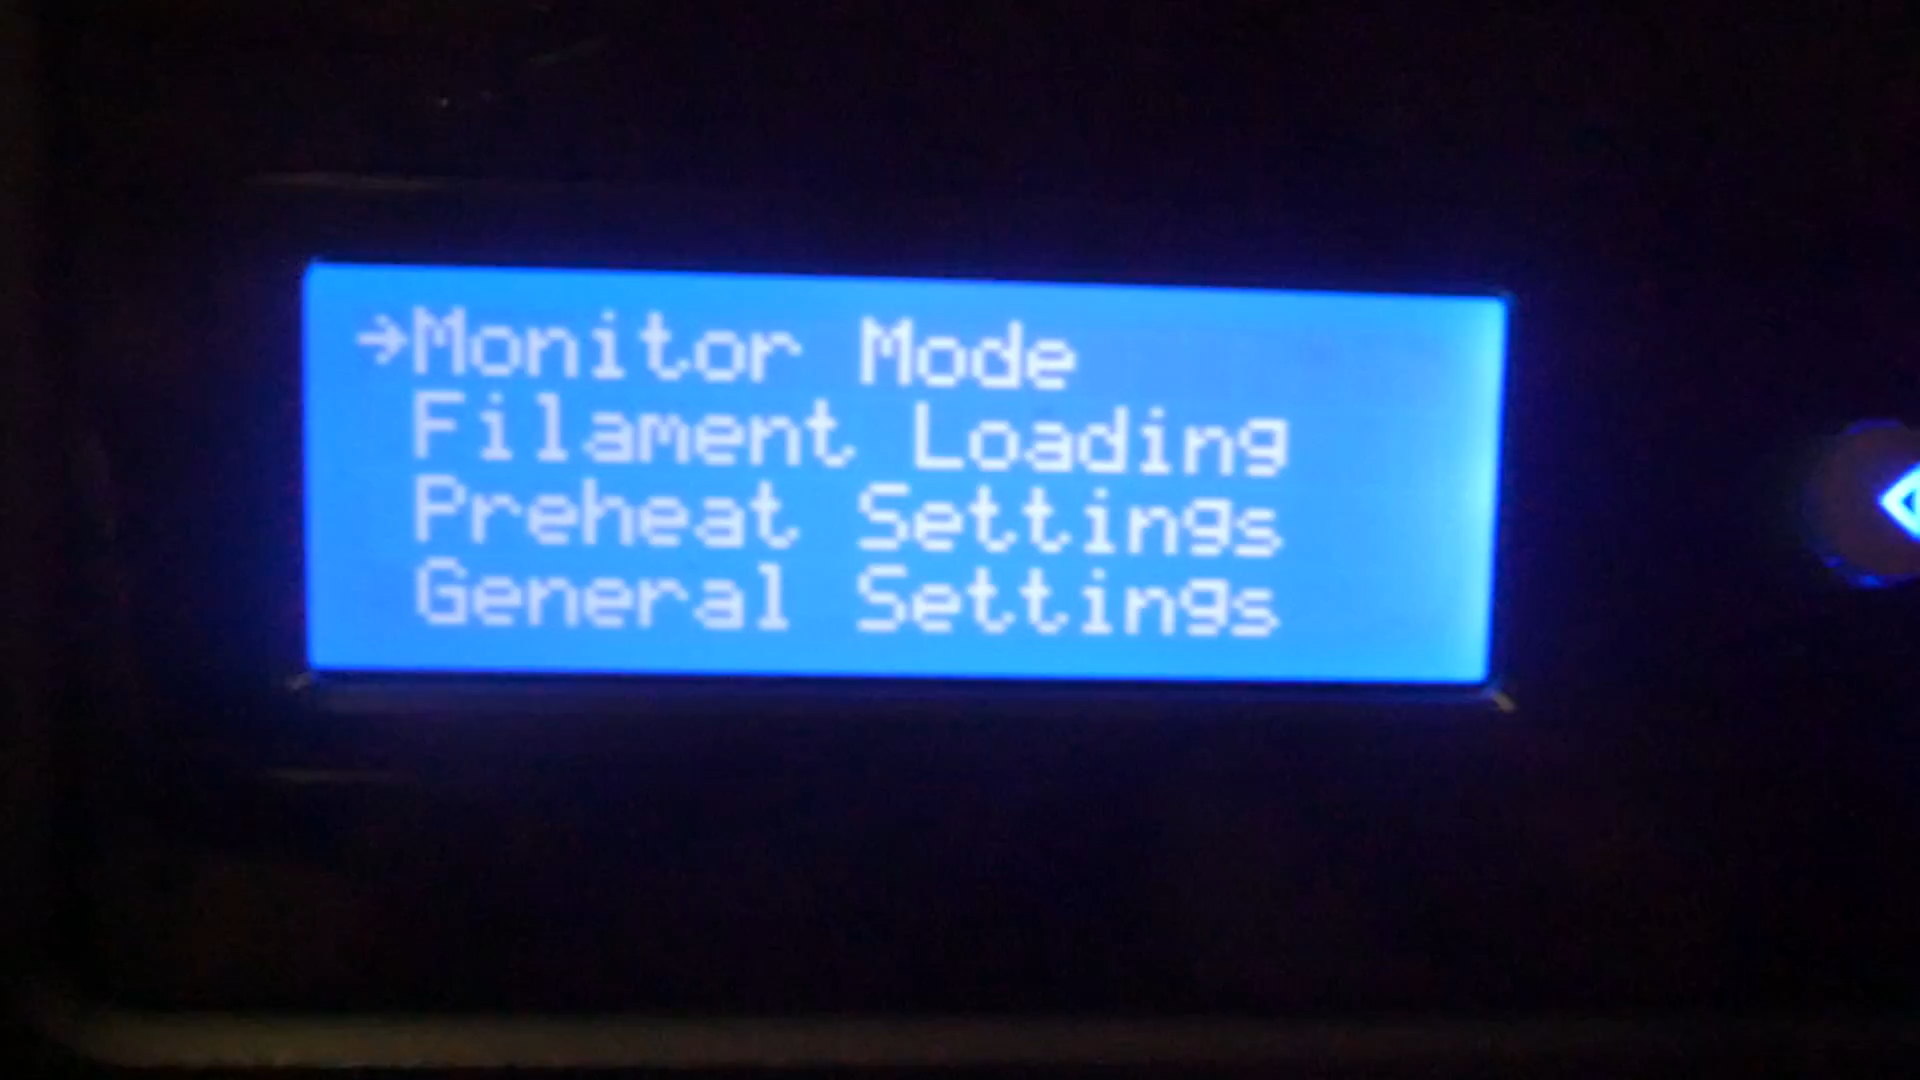 →Monitor Mode
Filament Loading
Preheat Settings
General Settings